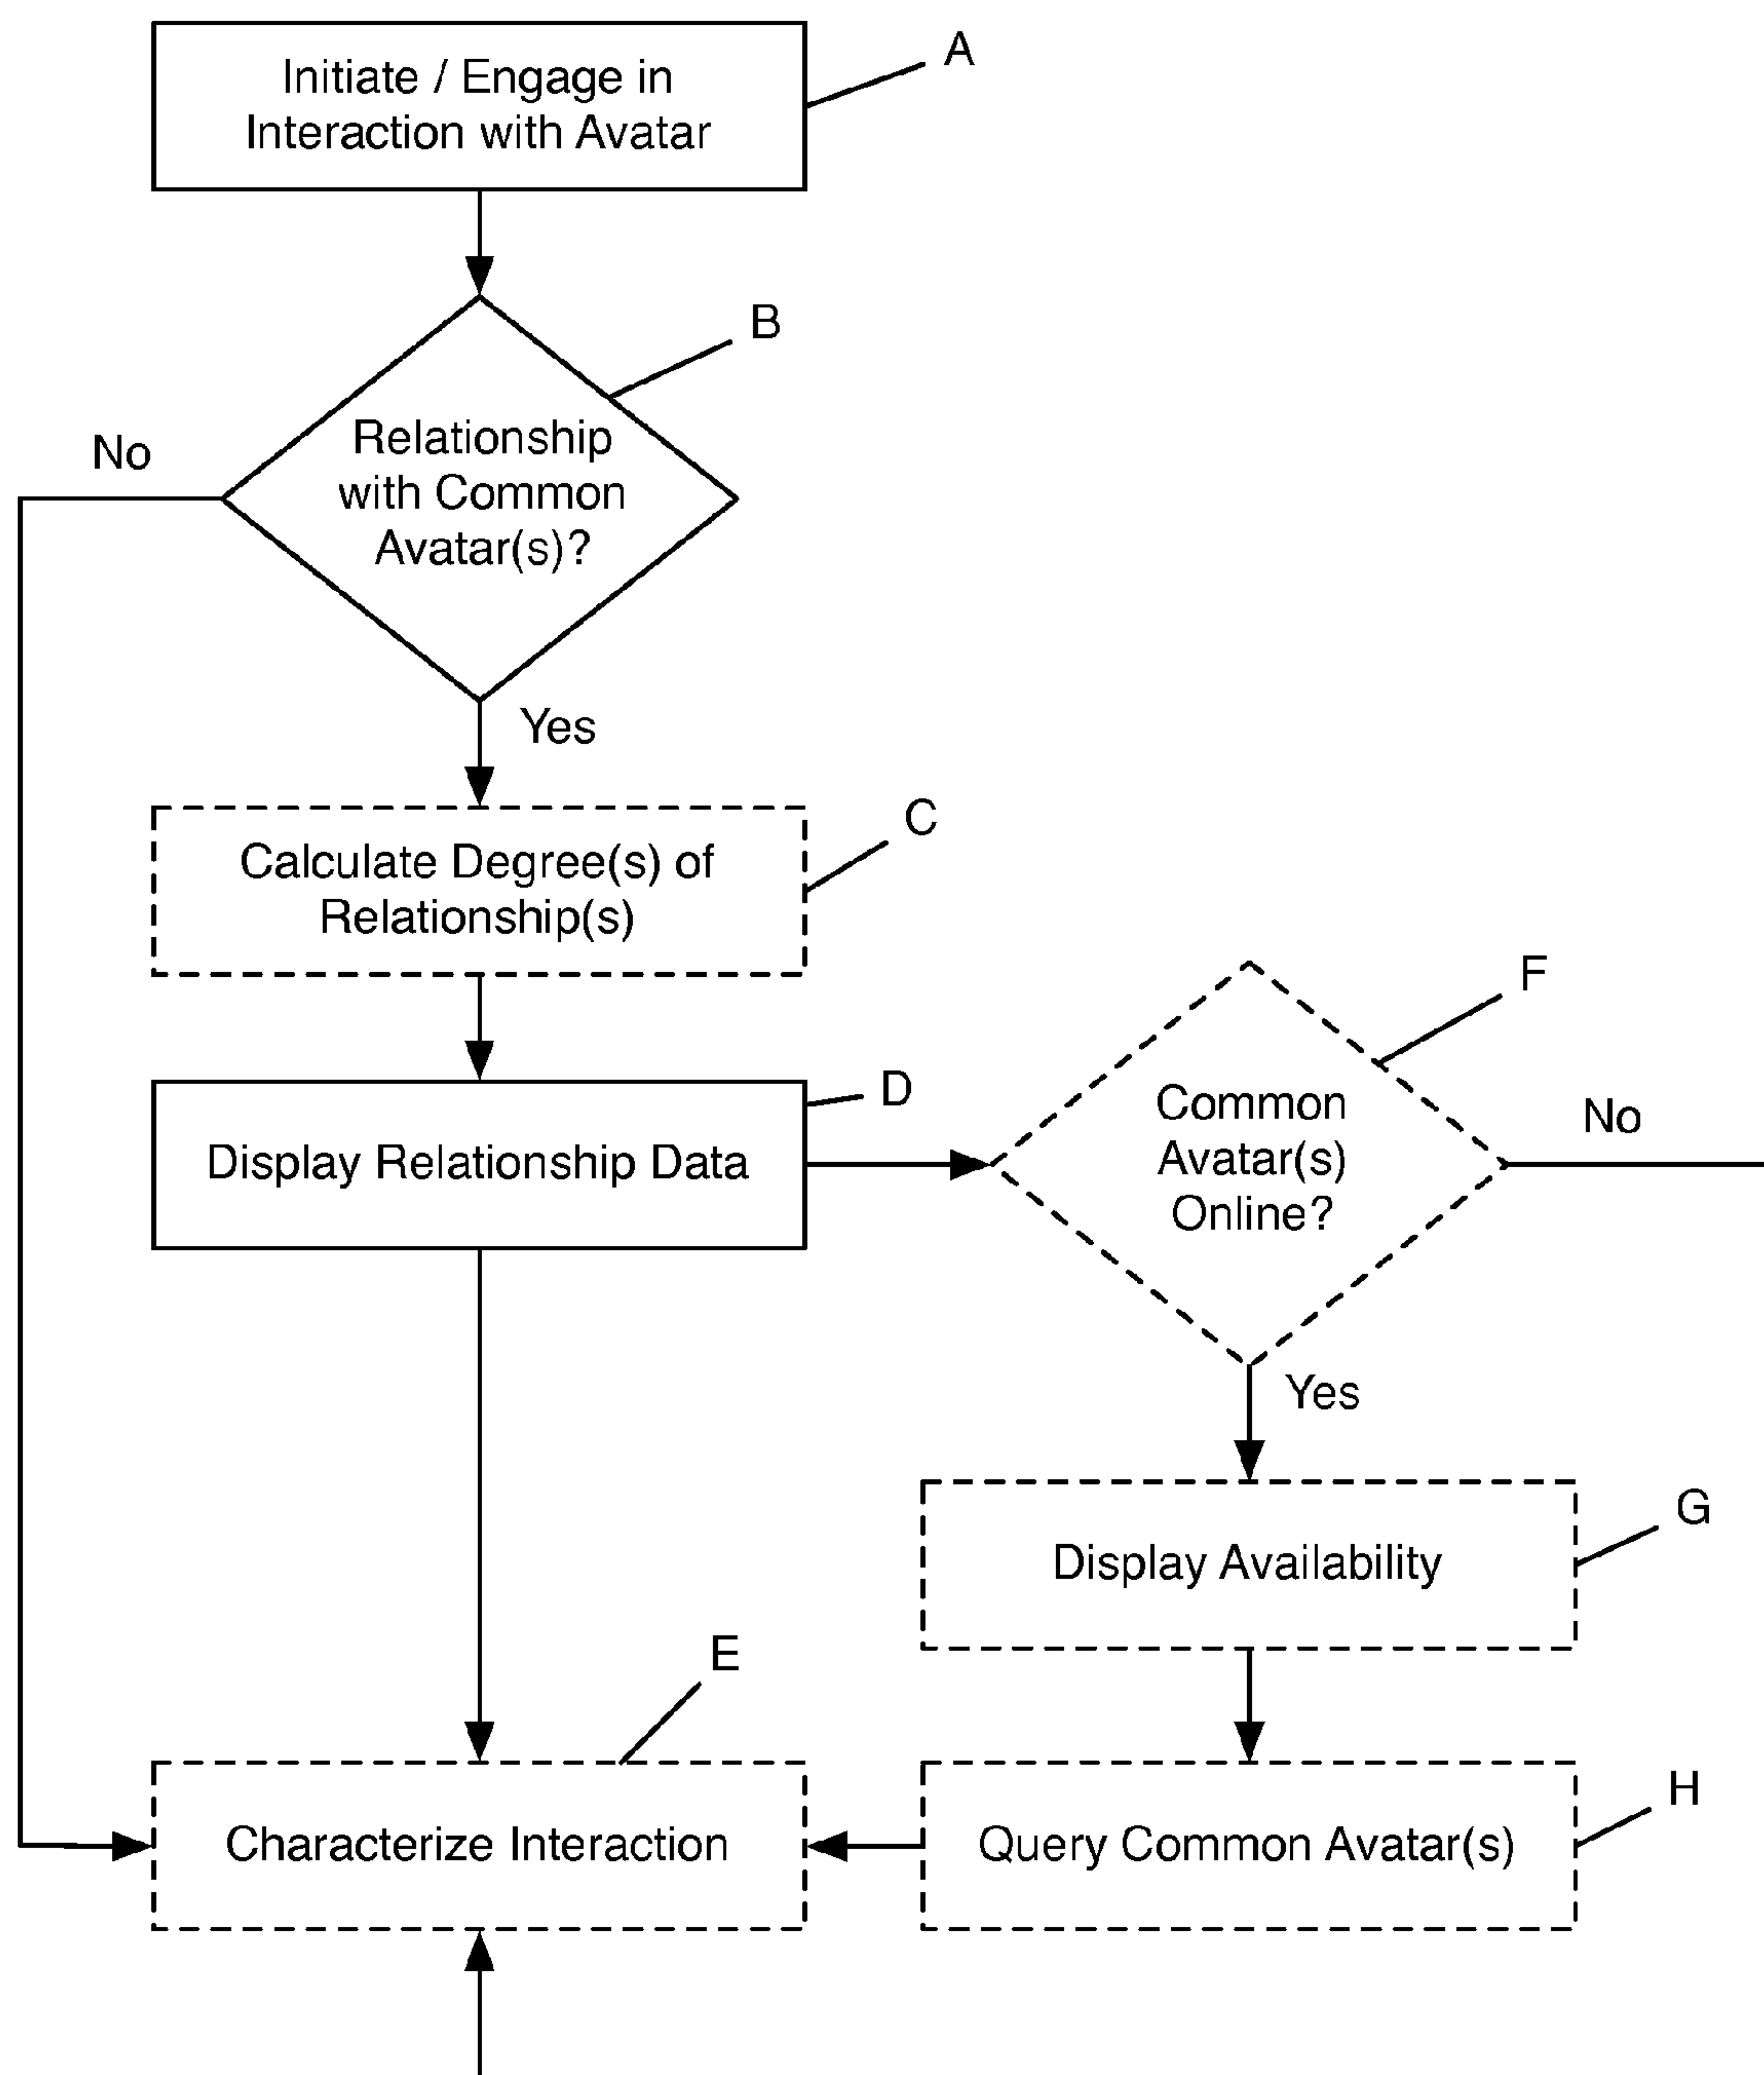 Initiate / Engage in
Interaction with Avatar
A
B
Relationship
with Common
Avatar(s)?
No
Yes
C
Calculate Degree(s) of
Relationship(s)
D
Display Relationship Data
F
Common
Avatar(s)
Online?
No
Yes
G
Display Availability
E
Characterize Interaction
H
Query Common Avatar(s)